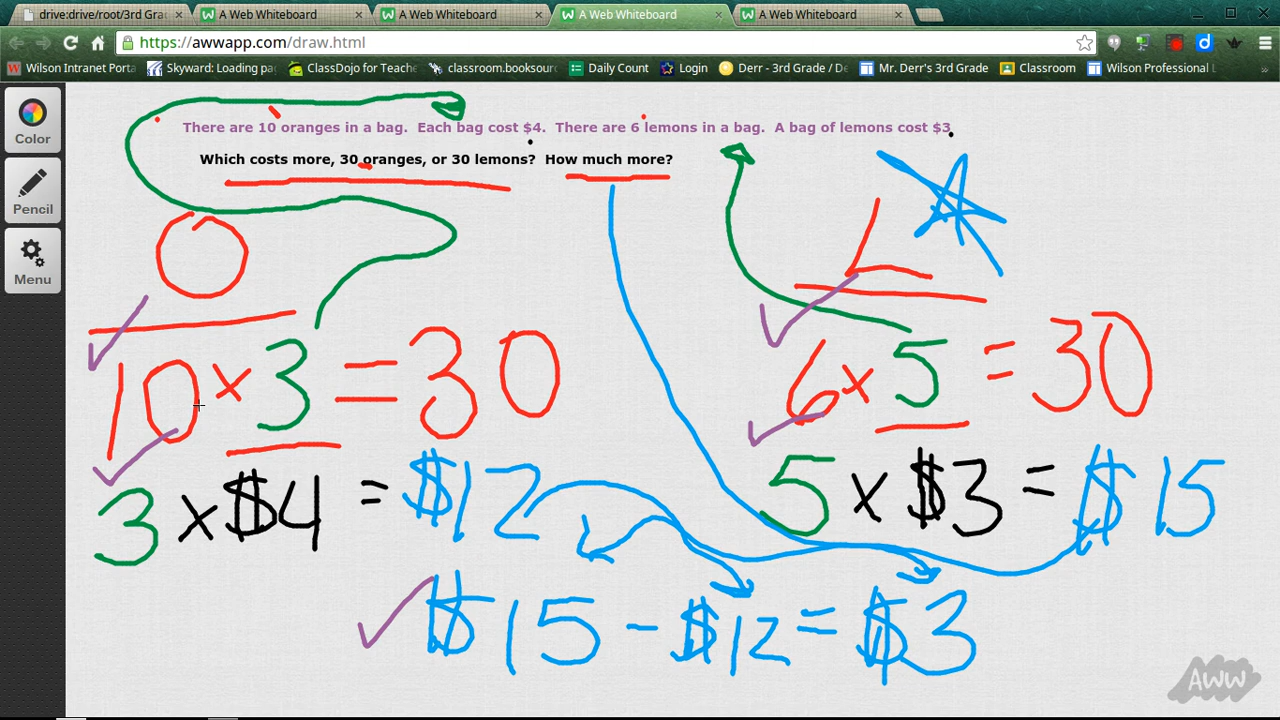 drive:drive/root/3rd Gra
A Web Whiteboard
A Web Whiteboard
A Web Whiteboard
A Web Whiteboard
https://awwapp.com/draw.html
Wilson Intranet Porta
Skyward: Loading pa
ClassDojo for Teache
classroom.booksour
Daily Count
Login
Derr - 3rd Grade / D
Mr. Derr's 3rd Grade
Classroom
Wilson Professional L
Color
Pencil
Menu
There are 10 oranges in a bag. Each bag cost $4. There are 6 lemons in a bag. A bag of lemons cost $3.
Which costs more, 30 oranges, or 30 lemons? How much more?
O
L
10 x 3 = 30
6 x 5 = 30
3 x $4 = $12
5 x $3 = $15
$15 - $12 = $3
AWW